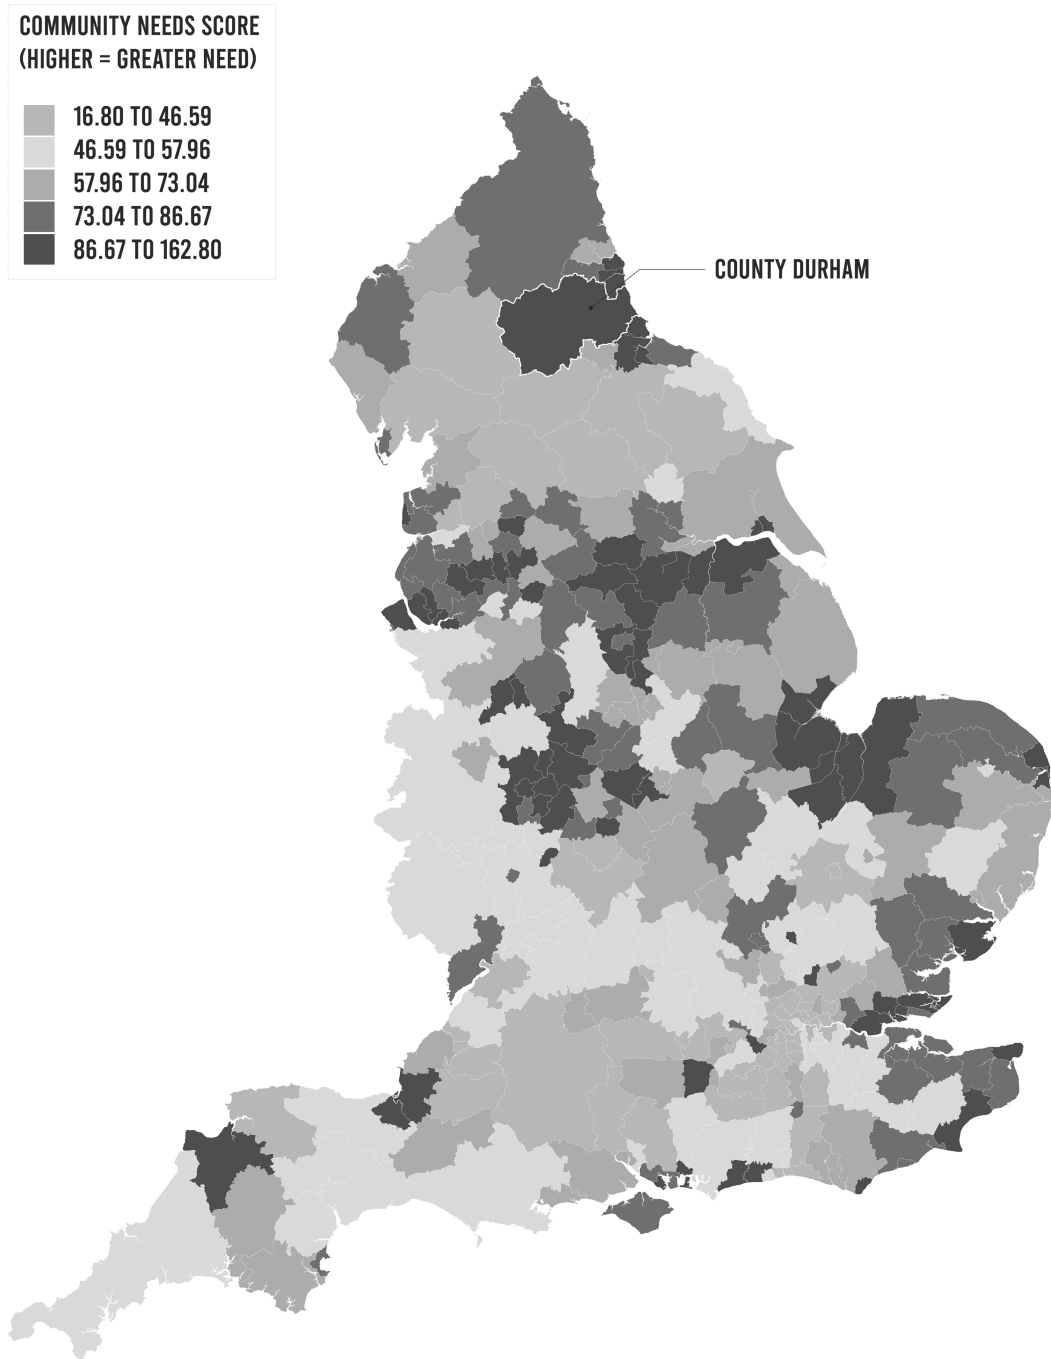 COMMUNITY NEEDS SCORE
(HIGHER = GREATER NEED)
16.80 TO 46.59
46.59 TO 57.96
57.96 TO 73.04
73.04 TO 86.67
86.67 TO 162.80
COUNTY DURHAM